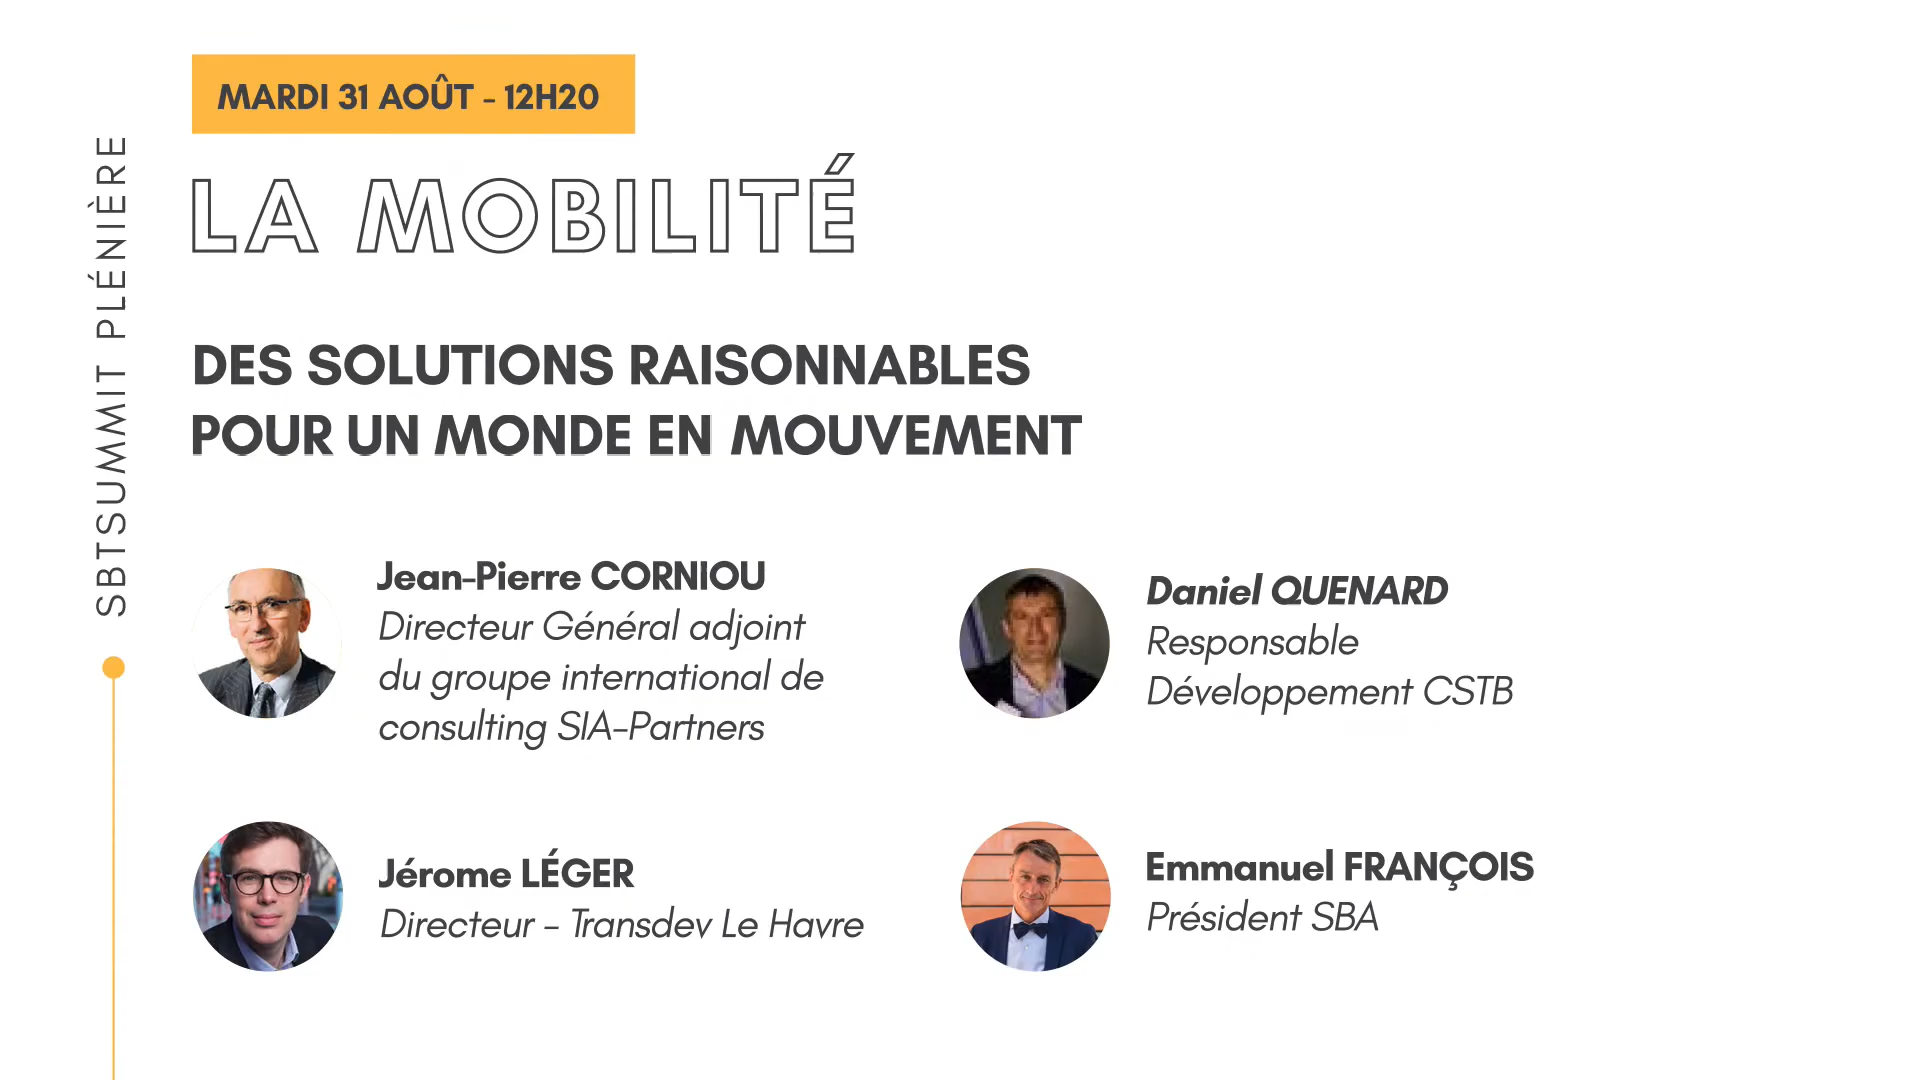 MARDI 31 AOÛT - 12H20
SBTSUMMIT PLÉNIÈRE
LA MOBILITÉ
DES SOLUTIONS RAISONNABLES
POUR UN MONDE EN MOUVEMENT
Jean-Pierre CORNIOU
Directeur Général adjoint
du groupe international de
consulting SIA-Partners
Daniel QUENARD
Responsable
Développement CSTB
Jérome LÉGER
Directeur - Transdev Le Havre
Emmanuel FRANÇOIS
Président SBA